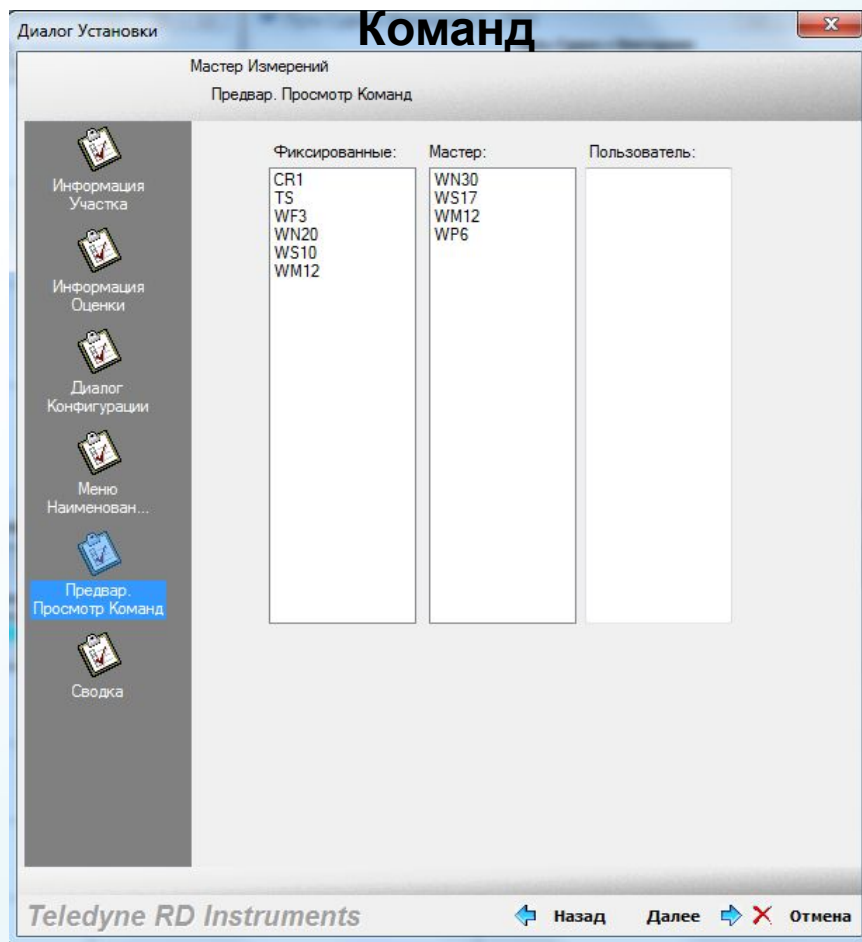 Команд
Диалог Установки
Мастер Измерений
Предвар. Просмотр Команд
Информация
Участка
Информация
Оценки
Диалог
Конфигурации
Меню
Наименован...
Предвар.
Просмотр Команд
Сводка
Фиксированные:
CR1
TS
WF3
WN20
WS10
WM12
Мастер:
WN30
WS17
WM12
WP6
Пользователь:
Teledyne RD Instruments
Назад
Далее
Отмена